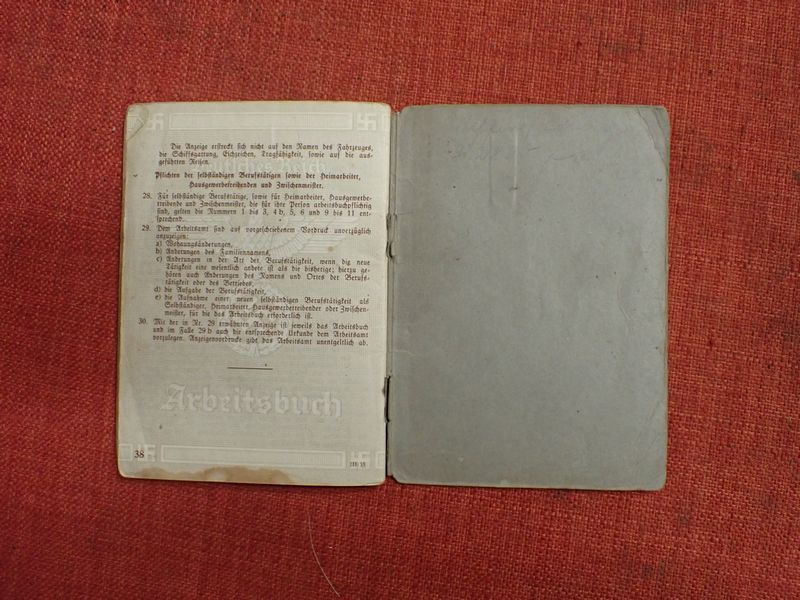 Die Anzeige erstreckt sich nicht auf den Namen des Fahrzeuges,
die Schiffsgattung, Eichzeichen, Tragfähigkeit, sowie auf die aus-
geführten Reisen.
Deutsches Reich
Pflichten der selbständigen Berufstätigen sowie der Heimarbeiter,
Hausgewerbetreibenden und Zwischenmeister.
28. Für selbständige Berufstätige, sowie für Heimarbeiter, Hausgewerbe-
treibende und Zwischenmeister, die für ihre Person arbeitsbuchpflichtig
sind, gelten die Nummern 1 bis 3, 4b, 5, 6 und 9 bis 11 ent-
sprechend.
29. Dem Arbeitsamt sind auf vorgeschriebenem Vordruck unverzüglich
anzuzeigen:
a) Wohnungsänderungen,
b) Änderungen des Familiennamens,
c) Änderungen in der Art der Berufstätigkeit, wenn die neue
Tätigkeit eine wesentlich andere ist als die bisherige; hierzu ge-
hören auch Änderungen des Namens und Ortes der Berufs-
tätigkeit oder des Betriebes,
d) die Aufgabe der Berufstätigkeit,
e) die Aufnahme einer neuen selbständigen Berufstätigkeit als
Selbständiger, Heimarbeiter, Hausgewerbetreibender oder Zwischen-
meister, für die das Arbeitsbuch erforderlich ist.
30. Mit der in Nr. 29 erwähnten Anzeige ist jeweils das Arbeitsbuch
und im Falle 29b auch die entsprechende Urkunde dem Arbeitsamt
vorzulegen. Anzeigenvordrucke gibt das Arbeitsamt unentgeltlich ab.
Arbeitsbuch
38